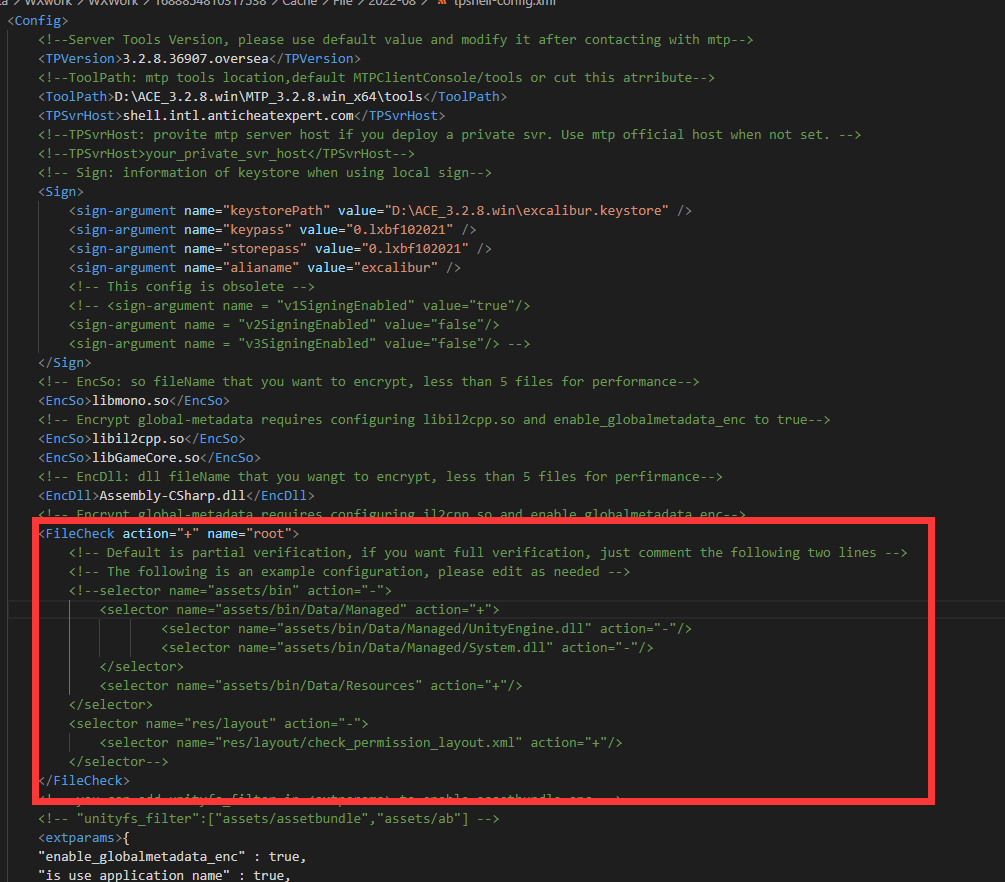 WXWork > WXWork > 1688854810517538 > Cache > File > 2022-08 > tpshell-config.xml
<Config>
<!--Server Tools Version, please use default value and modify it after contacting with mtp-->
<TPVersion>3.2.8.36907.oversea</TPVersion>
<!--ToolPath: mtp tools location,default MTPClientConsole/tools or cut this atrribute-->
<ToolPath>D:\ACE_3.2.8.win\MTP_3.2.8.win_x64\tools</ToolPath>
<TPSvrHost>shell.intl.anticheatexpert.com</TPSvrHost>
<!--TPSvrHost: provite mtp server host if you deploy a private svr. Use mtp official host when not set. -->
<!--TPSvrHost>your_private_svr_host</TPSvrHost-->
<!-- Sign: information of keystore when using local sign-->
<Sign>
<sign-argument name="keystorePath" value="D:\ACE_3.2.8.win\excalibur.keystore" />
<sign-argument name="keypass" value="0.lxbf102021" />
<sign-argument name="storepass" value="0.lxbf102021" />
<sign-argument name="alianame" value="excalibur" />
<!-- This config is obsolete -->
<!-- <sign-argument name = "v1SigningEnabled" value="true"/>
<sign-argument name = "v2SigningEnabled" value="false"/>
<sign-argument name = "v3SigningEnabled" value="false"/> -->
</Sign>
<!-- EncSo: so fileName that you want to encrypt, less than 5 files for performance-->
<EncSo>libmono.so</EncSo>
<!-- Encrypt global-metadata requires configuring libil2cpp.so and enable_globalmetadata_enc to true-->
<EncSo>libil2cpp.so</EncSo>
<EncSo>libGameCore.so</EncSo>
<!-- EncDll: dll fileName that you wangt to encrypt, less than 5 files for perfirmance-->
<EncDll>Assembly-CSharp.dll</EncDll>
<!-- Encrypt global-metadata requires configuring il2cpp.so and enable_globalmetadata_enc-->
<FileCheck action="+" name="root">
<!-- Default is partial verification, if you want full verification, just comment the following two lines -->
<!-- The following is an example configuration, please edit as needed -->
<!--selector name="assets/bin" action="-">
<selector name="assets/bin/Data/Managed" action="+">
<selector name="assets/bin/Data/Managed/UnityEngine.dll" action="-"/>
<selector name="assets/bin/Data/Managed/System.dll" action="-"/>
</selector>
<selector name="assets/bin/Data/Resources" action="+"/>
</selector>
<selector name="res/layout" action="-">
<selector name="res/layout/check_permission_layout.xml" action="+"/>
</selector-->
</FileCheck>
<!-- you can add unityfs_filter in <extparams> to enable assetbundle enc -->
<!-- "unityfs_filter":["assets/assetbundle","assets/ab"] -->
<extparams>{
"enable_globalmetadata_enc" : true,
"is_use_application_name" : true,